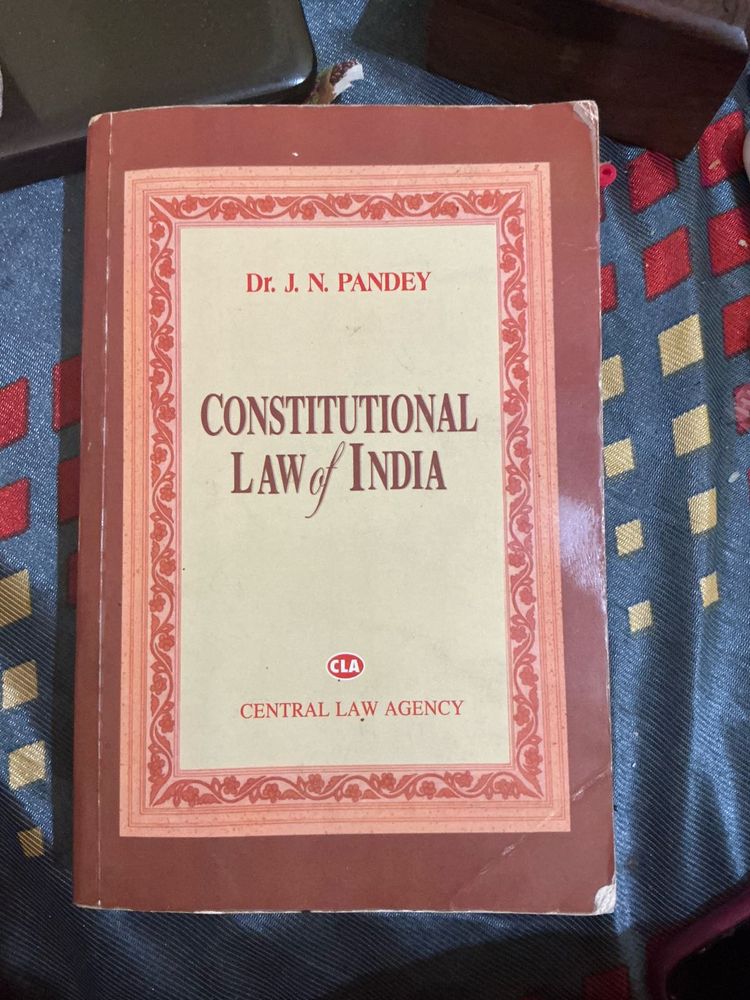 Dr. J. N. PANDEY
CONSTITUTIONAL
LAW of INDIA
CLA
CENTRAL LAW AGENCY